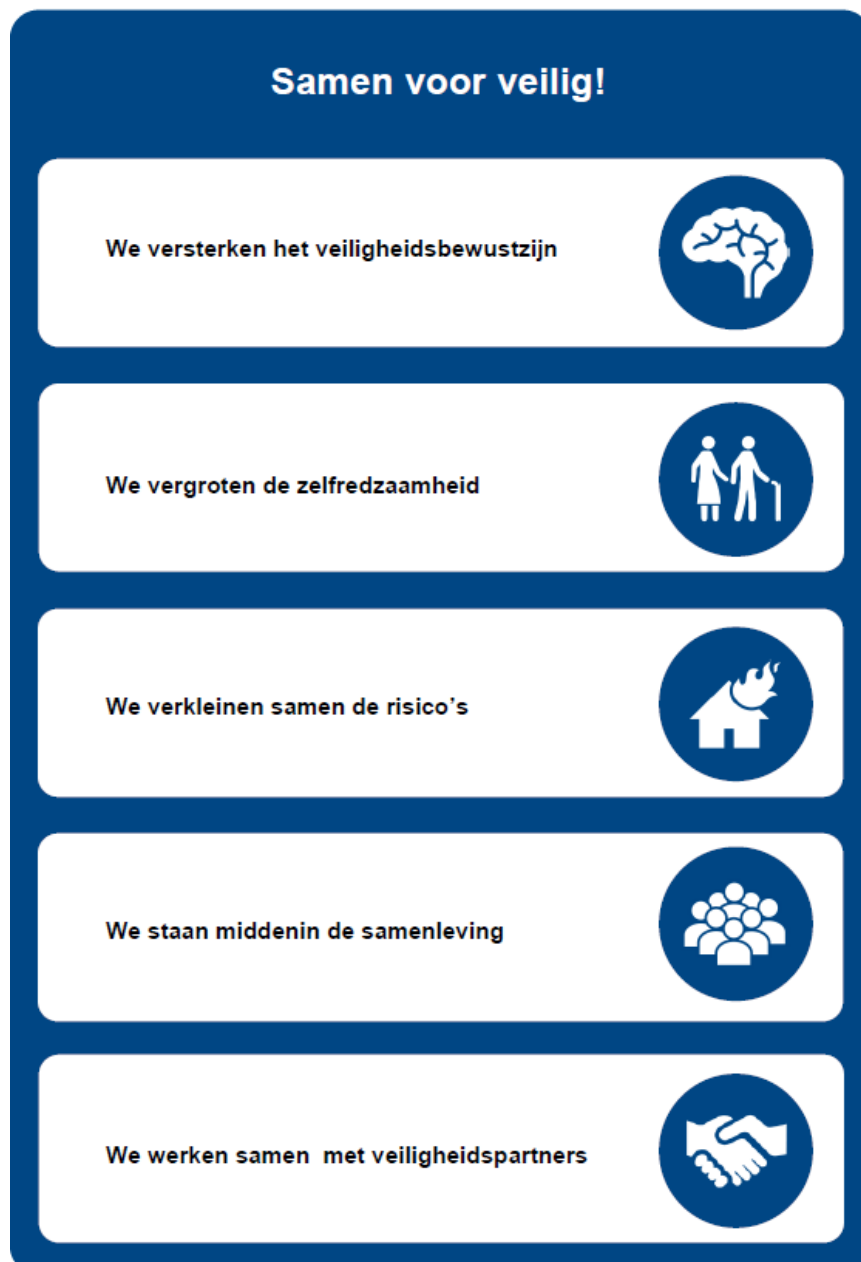 Samen voor veilig!
We versterken het veiligheidsbewustzijn
We vergroten de zelfredzaamheid
We verkleinen samen de risico’s
We staan middenin de samenleving
We werken samen  met veiligheidspartners